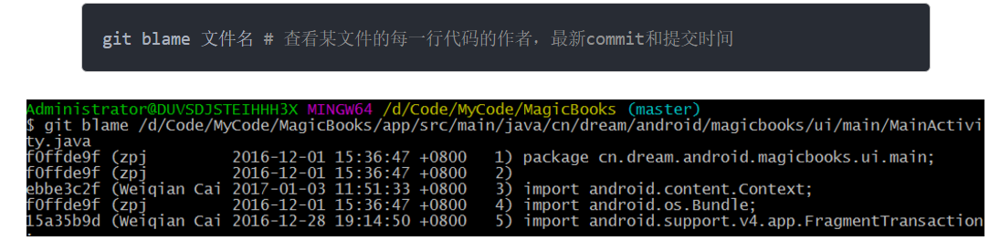 git blame 文件名 # 查看某文件的每一行代码的作者，最新commit和提交时间
Administrator@DUVSDJSTEIHHH3X MINGW64 /d/Code/MyCode/MagicBooks (master)
$ git blame /d/Code/MyCode/MagicBooks/app/src/main/java/cn/dream/android/magicbooks/ui/main/MainActivi
ty.java
f0ffde9f (zpj          2016-12-01 15:36:47 +0800   1) package cn.dream.android.magicbooks.ui.main;
f0ffde9f (zpj          2016-12-01 15:36:47 +0800   2)
ebbe3c2f (Weiqian Cai 2017-01-03 11:51:33 +0800   3) import android.content.Context;
f0ffde9f (zpj          2016-12-01 15:36:47 +0800   4) import android.os.Bundle;
15a35b9d (Weiqian Cai 2016-12-28 19:14:50 +0800   5) import android.support.v4.app.FragmentTransaction